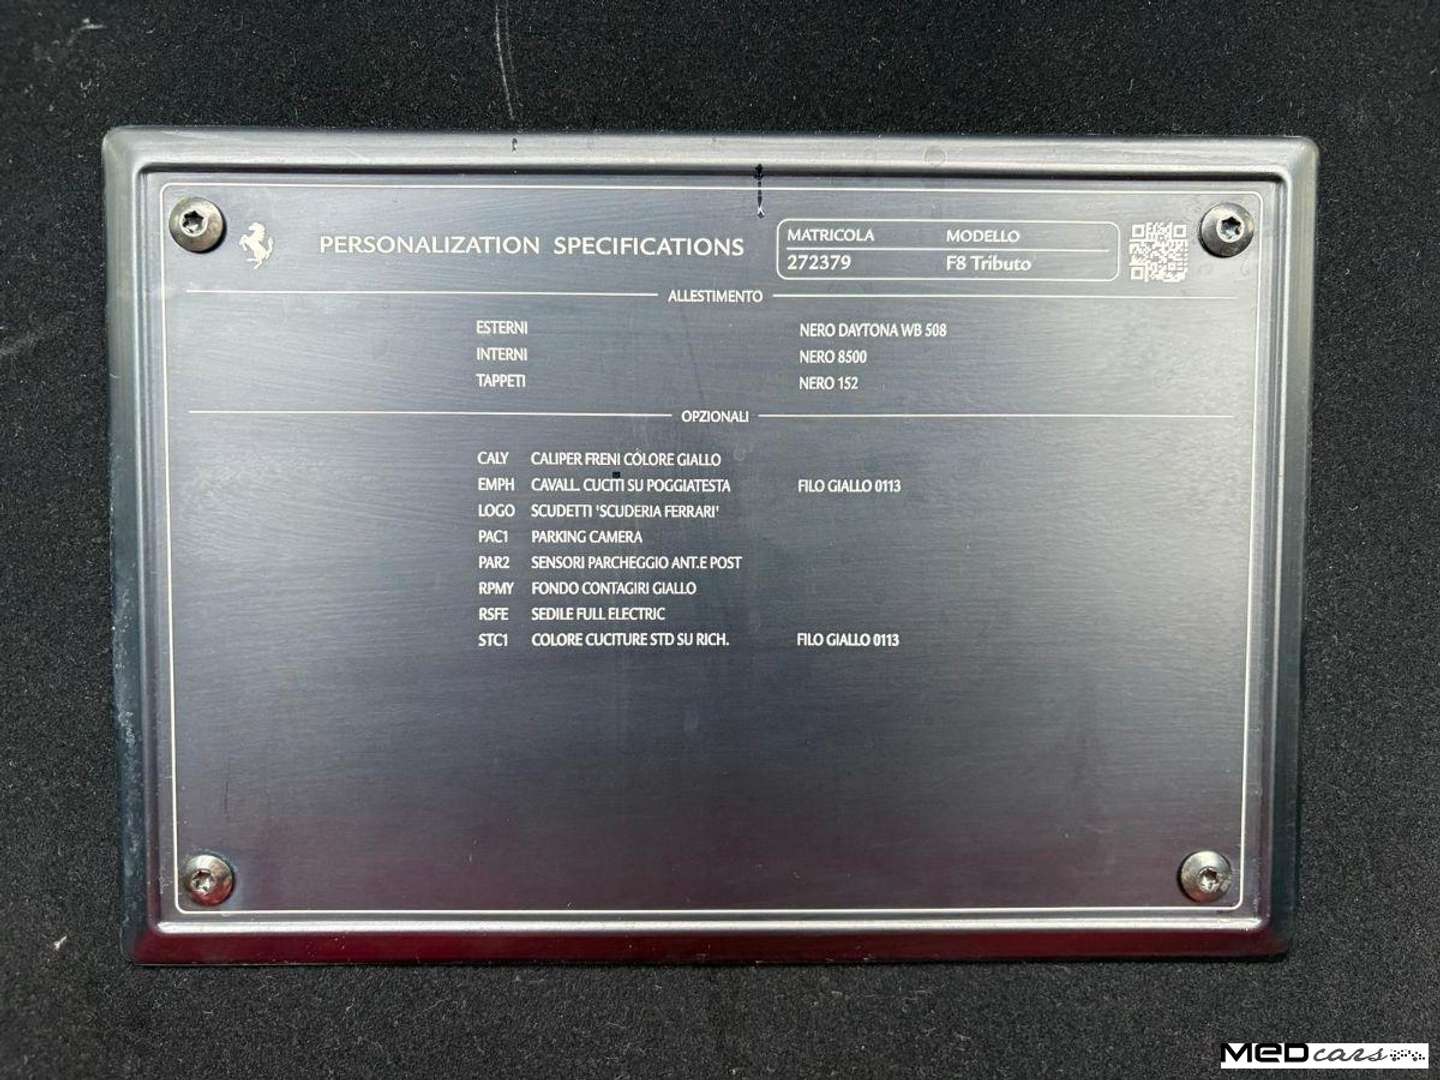 PERSONALIZATION SPECIFICATIONS
MATRICOLA MODELLO
272379 F8 Tributo
ALLESTIMENTO
ESTERNI NERO DAYTONA WB 508
INTERNI NERO 8500
TAPPETI NERO 152
OPZIONALI
CALY CALIPER FRENI COLORE GIALLO
EMPH CAVALL. CUCITI SU POGGIATESTA FILO GIALLO 0113
LOGO SCUDETTI 'SCUDERIA FERRARI'
PAC1 PARKING CAMERA
PAR2 SENSORI PARCHEGGIO ANT.E POST
RPMY FONDO CONTAGIRI GIALLO
RSFE SEDILE FULL ELECTRIC
STC1 COLORE CUCITURE STD SU RICH. FILO GIALLO 0113
MEDcars